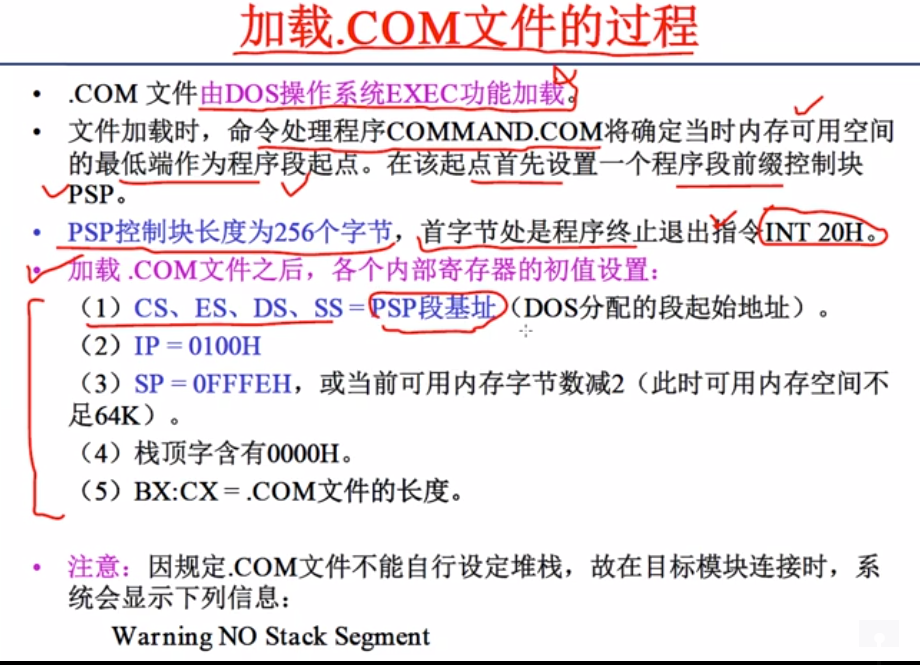 加载.COM文件的过程
• .COM 文件由DOS操作系统EXEC功能加载。
• 文件加载时，命令处理程序COMMAND.COM将确定当时内存可用空间
的最低端作为程序段起点。在该起点首先设置一个程序段前缀控制块
PSP。
• PSP控制块长度为256个字节，首字节处是程序终止退出指令INT 20H。
• 加载 .COM文件之后，各个内部寄存器的初值设置：
（1）CS、ES、DS、SS = PSP段基址（DOS分配的段起始地址）。
（2）IP = 0100H
（3）SP = 0FFFEH，或当前可用内存字节数减2（此时可用内存空间不
足64K）。
（4）栈顶字含有0000H。
（5）BX:CX = .COM文件的长度。
• 注意：因规定.COM文件不能自行设定堆栈，故在目标模块连接时，系
统会显示下列信息：
Warning NO Stack Segment